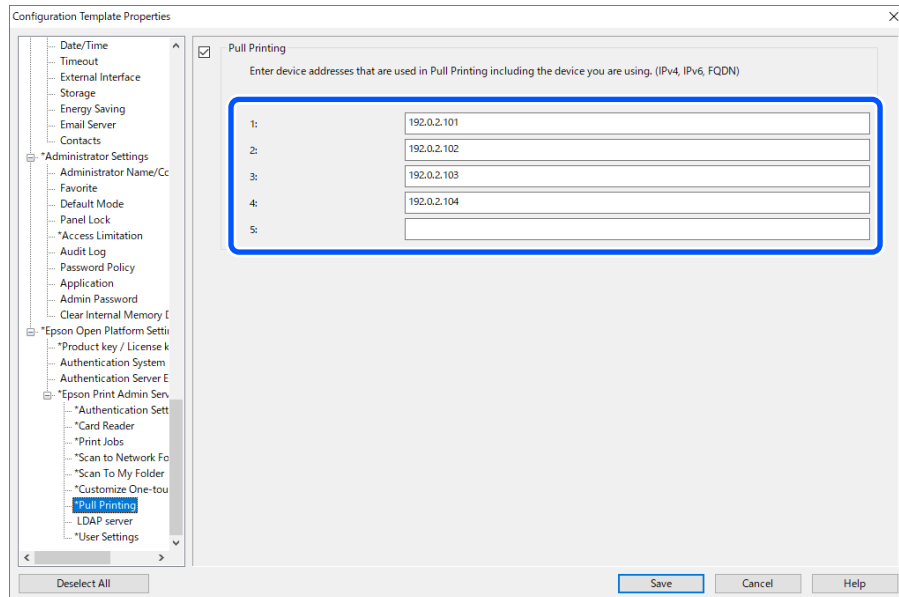 Configuration Template Properties
Date/Time
Timeout
External Interface
Storage
Energy Saving
Email Server
Contacts
*Administrator Settings
Administrator Name/Cc
Favorite
Default Mode
Panel Lock
*Access Limitation
Audit Log
Password Policy
Application
Admin Password
Clear Internal Memory D
*Epson Open Platform Settin
*Product key / License k
Authentication System
Authentication Server E
*Epson Print Admin Serv
*Authentication Sett
*Card Reader
*Print Jobs
*Scan to Network Fo
*Scan To My Folder
*Customize One-tou
*Pull Printing
LDAP server
*User Settings
Pull Printing
Enter device addresses that are used in Pull Printing including the device you are using. (IPv4, IPv6, FQDN)
1: 192.0.2.101
2: 192.0.2.102
3: 192.0.2.103
4: 192.0.2.104
5:
Deselect All Save Cancel Help